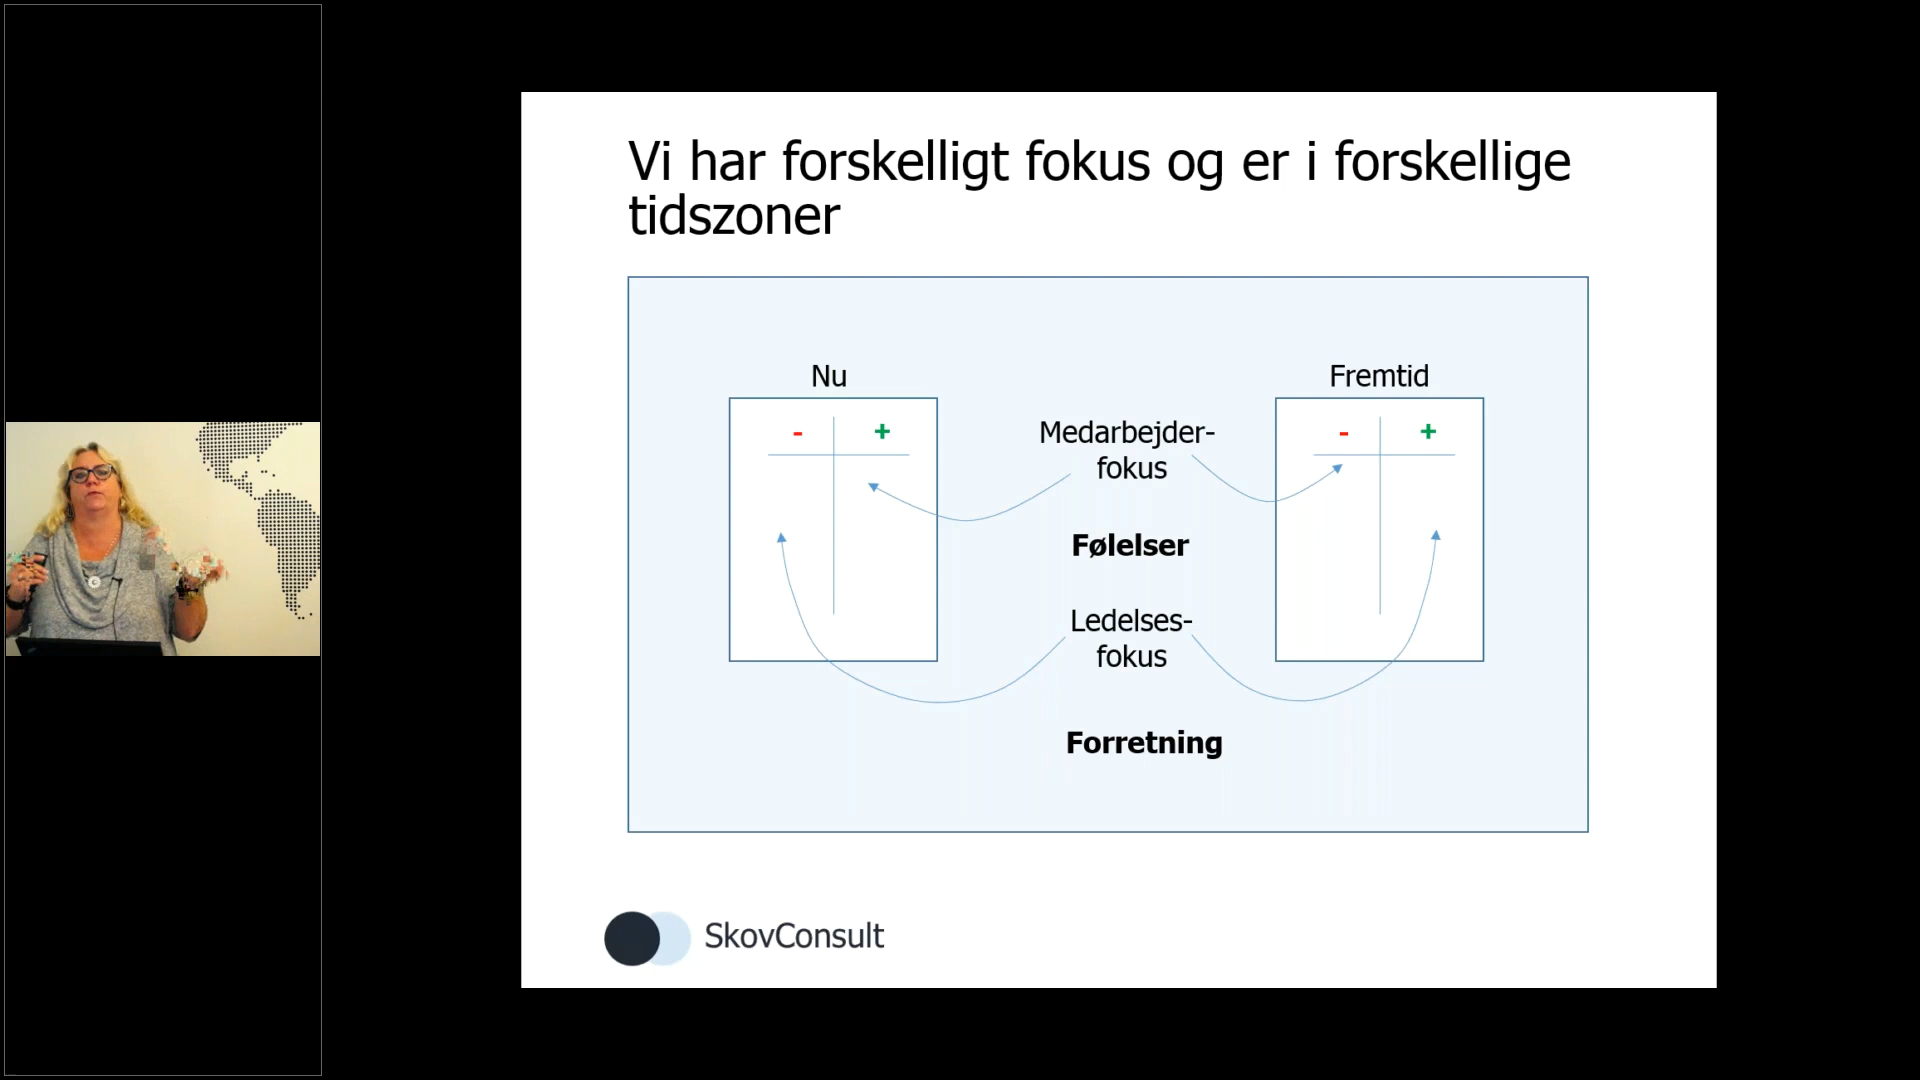 Vi har forskelligt fokus og er i forskellige
tidszoner
Nu
- +
Fremtid
- +
Medarbejder-
fokus
Følelser
Ledelses-
fokus
Forretning
SkovConsult